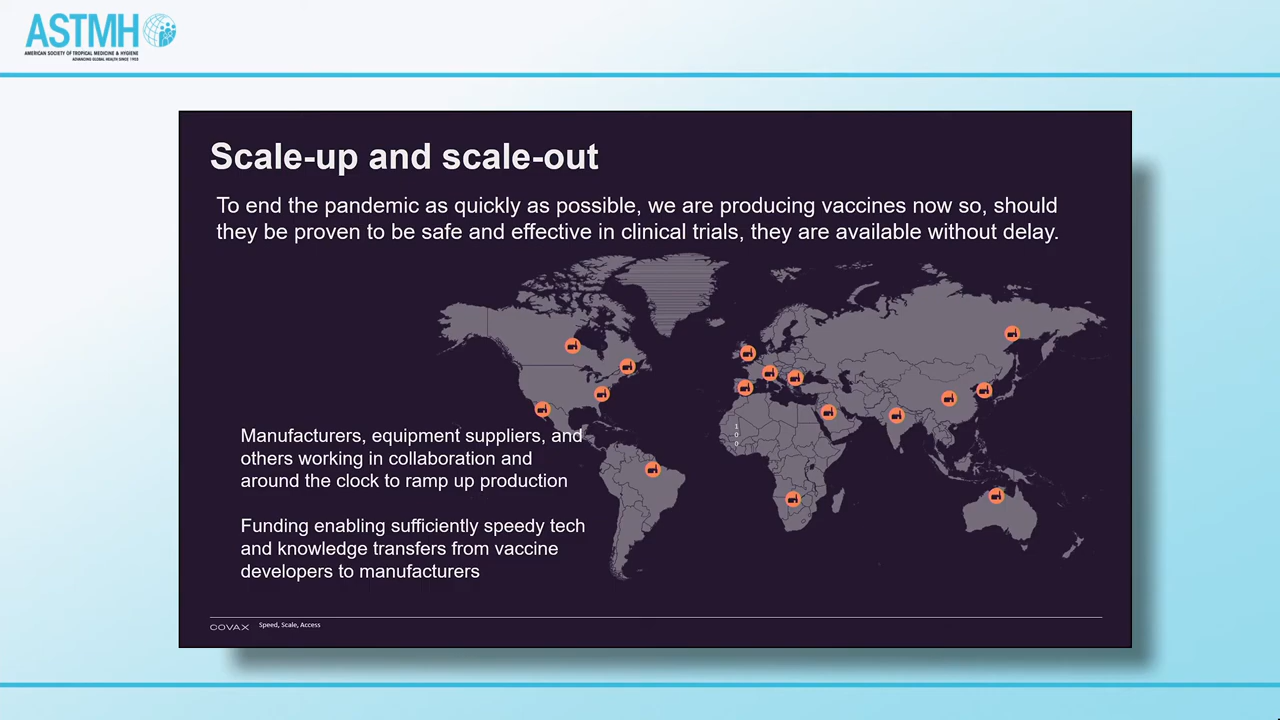 ASTMH
AMERICAN SOCIETY OF TROPICAL MEDICINE & HYGIENE
ADVANCING GLOBAL HEALTH SINCE 1903
Scale-up and scale-out
To end the pandemic as quickly as possible, we are producing vaccines now so, should
they be proven to be safe and effective in clinical trials, they are available without delay.
Manufacturers, equipment suppliers, and
others working in collaboration and
around the clock to ramp up production
Funding enabling sufficiently speedy tech
and knowledge transfers from vaccine
developers to manufacturers
1
0
0
COVAX Speed, Scale, Access